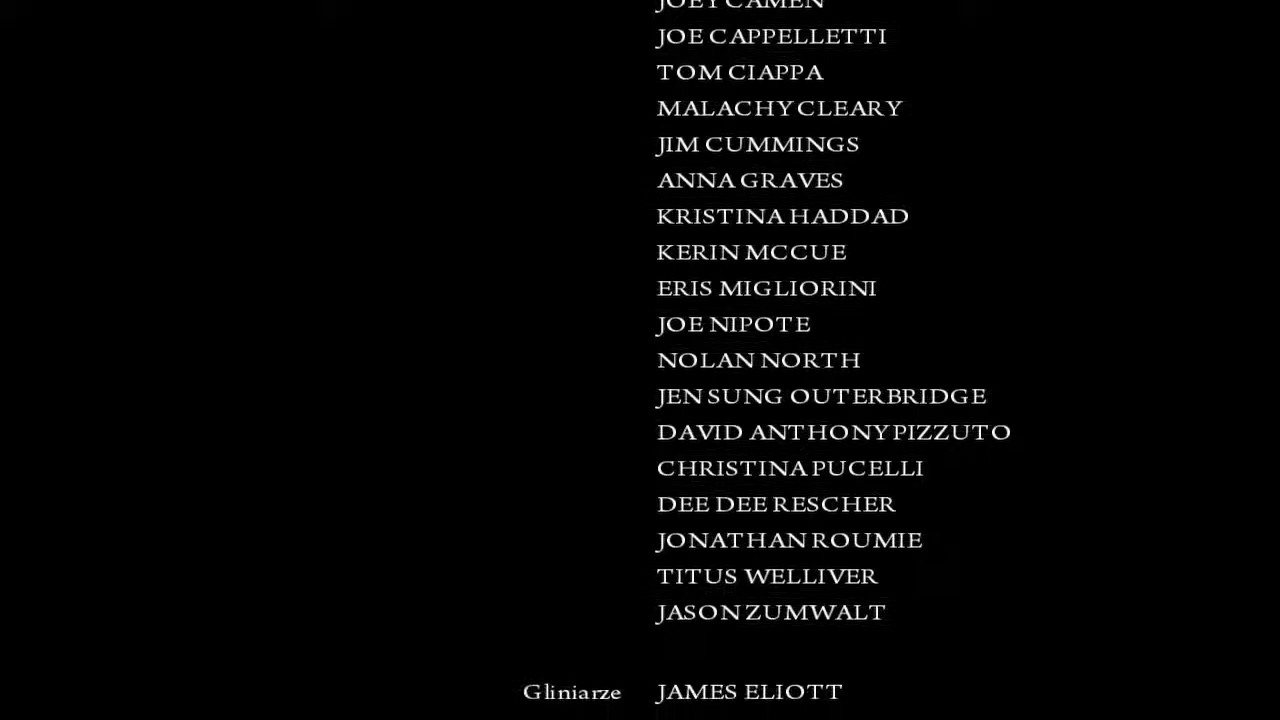 JOEY CAMEN
JOE CAPPELLETTI
TOM CIAPPA
MALACHY CLEARY
JIM CUMMINGS
ANNA GRAVES
KRISTINA HADDAD
KERIN MCCUE
ERIS MIGLIORINI
JOE NIPOTE
NOLAN NORTH
JEN SUNG OUTERBRIDGE
DAVID ANTHONY PIZZUTO
CHRISTINA PUCELLI
DEE DEE RESCHER
JONATHAN ROUMIE
TITUS WELLIVER
JASON ZUMWALT
Gliniarze JAMES ELIOTT